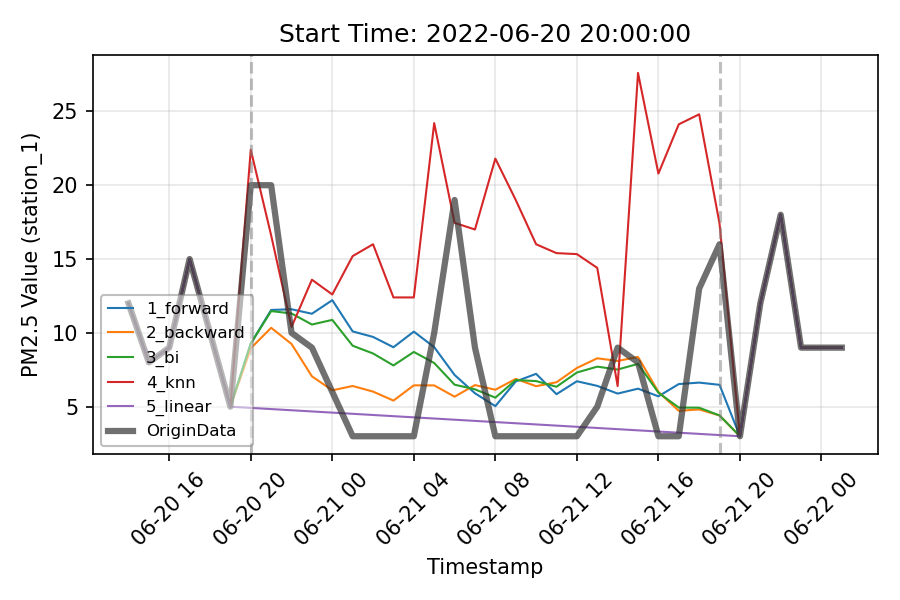 Start Time: 2022-06-20 20:00:00
PM2.5 Value (station_1)
25
20
15
10
5
1_forward
2_backward
3_bi
4_knn
5_linear
OriginData
06-20 16
06-20 20
06-21 00
06-21 04
06-21 08
06-21 12
06-21 16
06-21 20
06-22 00
Timestamp